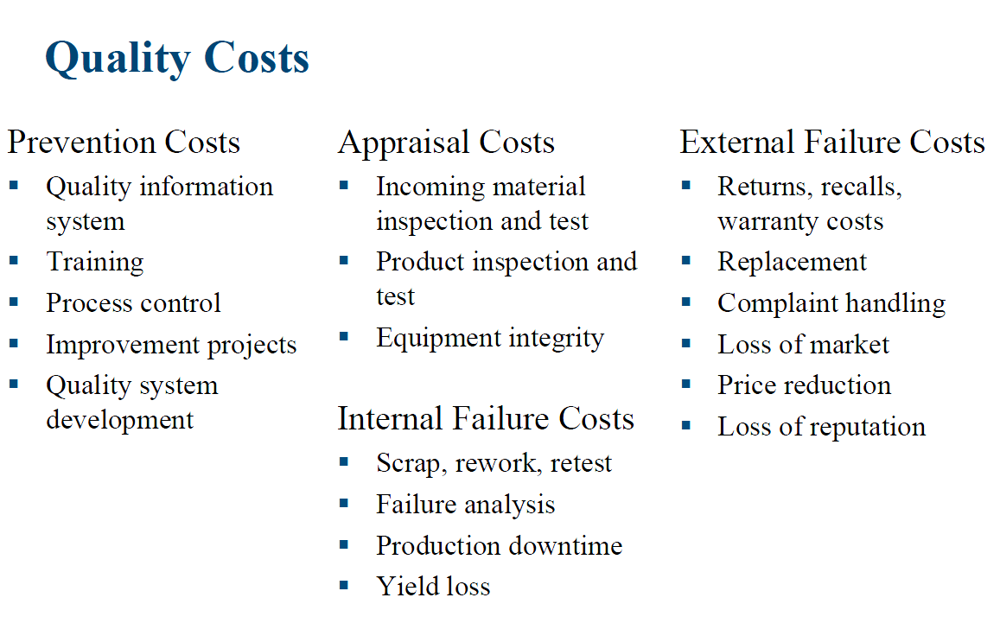 Quality Costs
Prevention Costs
Quality information
system
Training
Process control
Improvement projects
Quality system
development
Appraisal Costs
Incoming material
inspection and test
Product inspection and
test
Equipment integrity
Internal Failure Costs
Scrap, rework, retest
Failure analysis
Production downtime
Yield loss
External Failure Costs
Returns, recalls,
warranty costs
Replacement
Complaint handling
Loss of market
Price reduction
Loss of reputation